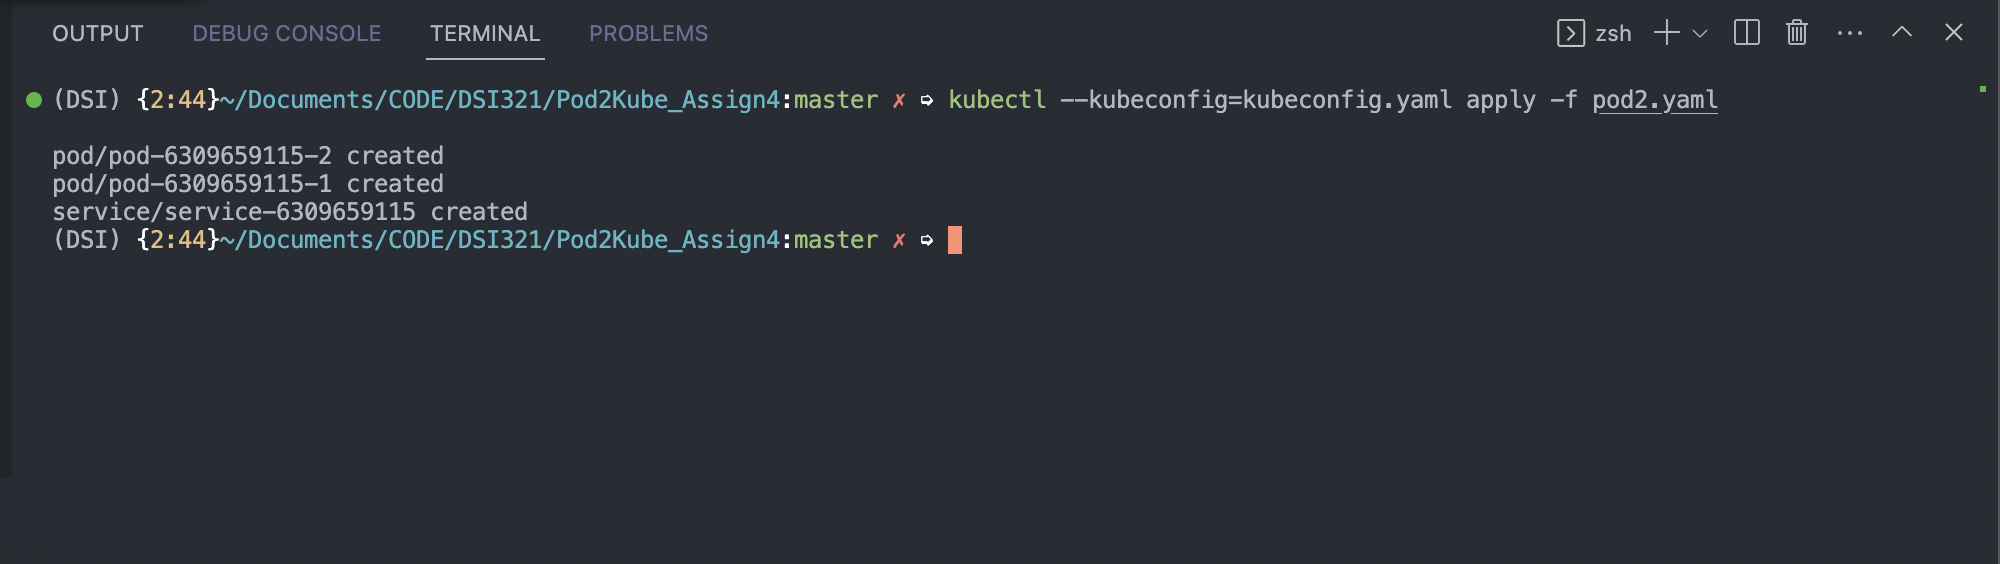 OUTPUT DEBUG CONSOLE TERMINAL PROBLEMS zsh
(DSI) {2:44}~/Documents/CODE/DSI321/Pod2Kube_Assign4:master ✗ ➯ kubectl --kubeconfig=kubeconfig.yaml apply -f pod2.yaml
pod/pod-6309659115-2 created
pod/pod-6309659115-1 created
service/service-6309659115 created
(DSI) {2:44}~/Documents/CODE/DSI321/Pod2Kube_Assign4:master ✗ ➯